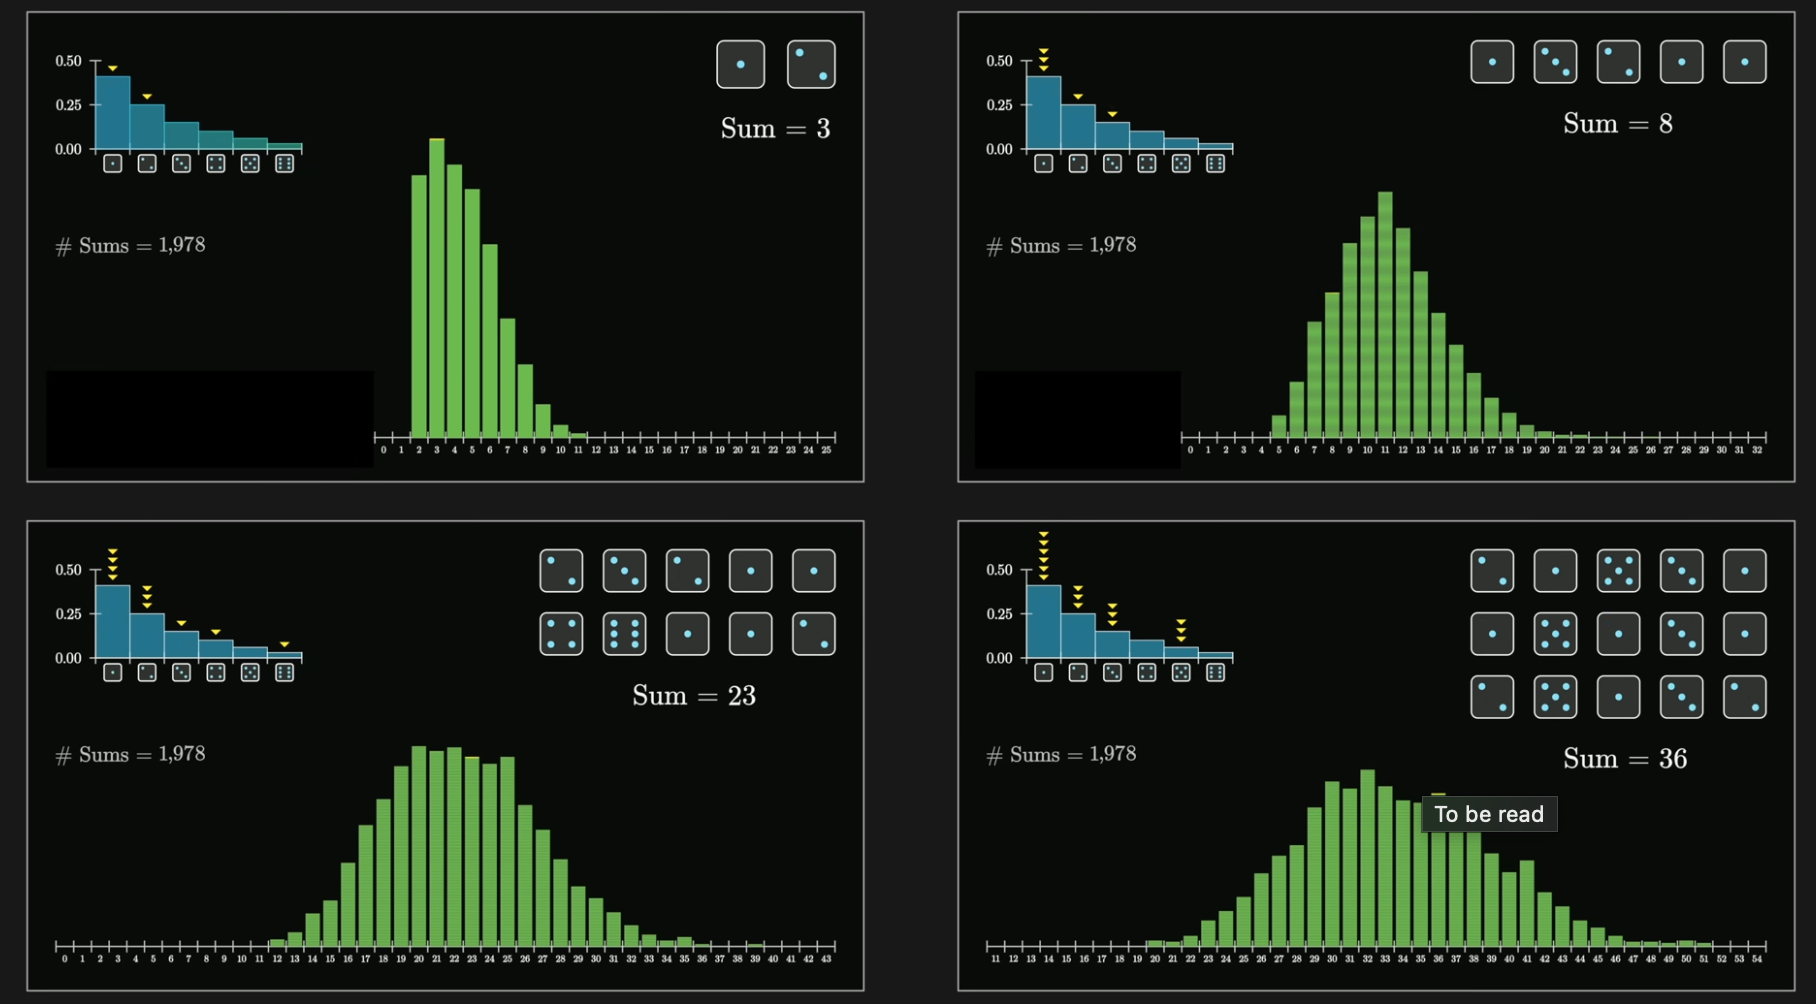 0.50
0.25
0.00
Sum = 3
# Sums = 1,978
0 1 2 3 4 5 6 7 8 9 10 11 12 13 14 15 16 17 18 19 20 21 22 23 24 25
0.50
0.25
0.00
Sum = 8
# Sums = 1,978
0 1 2 3 4 5 6 7 8 9 10 11 12 13 14 15 16 17 18 19 20 21 22 23 24 25 26 27 28 29 30 31 32
0.50
0.25
0.00
Sum = 23
# Sums = 1,978
0 1 2 3 4 5 6 7 8 9 10 11 12 13 14 15 16 17 18 19 20 21 22 23 24 25 26 27 28 29 30 31 32 33 34 35 36 37 38 39 40 41 42 43
0.50
0.25
0.00
# Sums = 1,978
Sum = 36
To be read
11 12 13 14 15 16 17 18 19 20 21 22 23 24 25 26 27 28 29 30 31 32 33 34 35 36 37 38 39 40 41 42 43 44 45 46 47 48 49 50 51 52 53 54